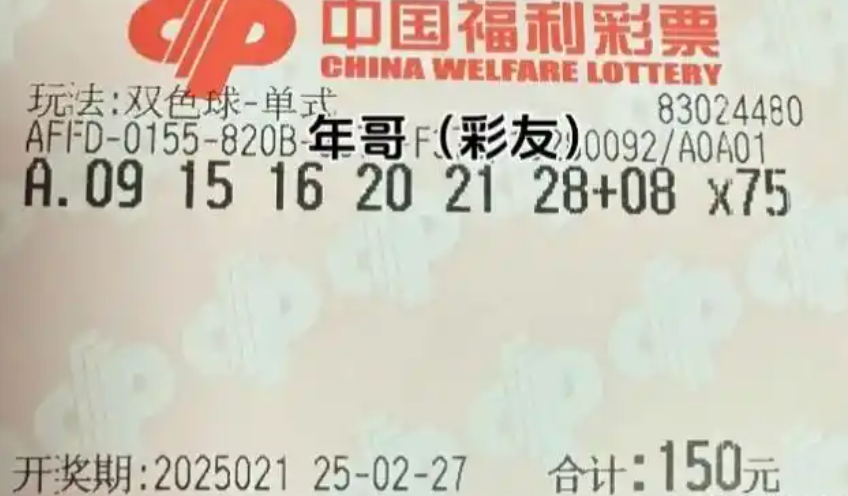 中国福利彩票
CHINA WELFARE LOTTERY
玩法:双色球-单式 83024480
AFFD-0155-820B- 年哥（彩友） 0092/A0A01
A. 09 15 16 20 21 28+08 x75
开奖期:2025021 25-02-27 合计:150元